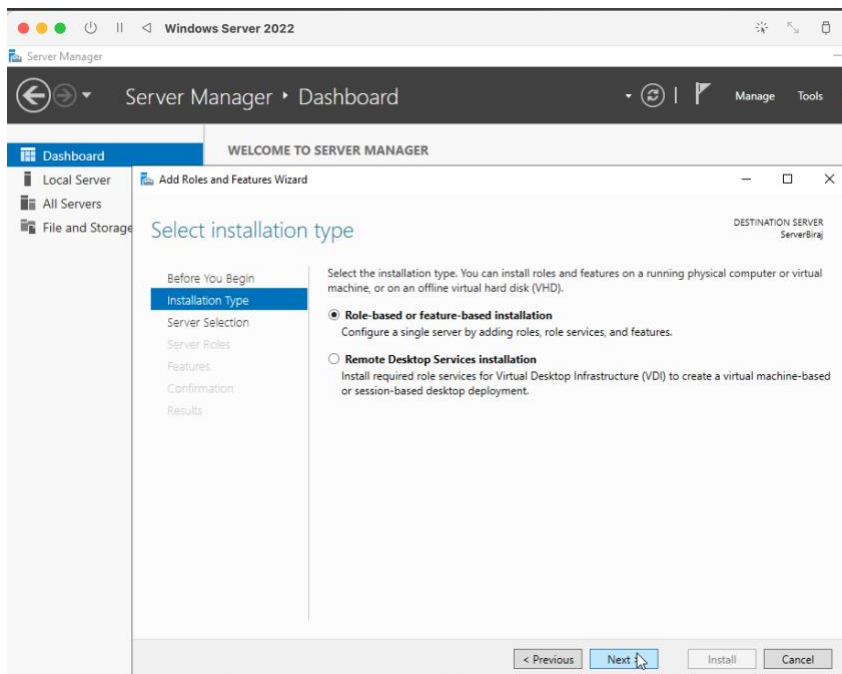 Windows Server 2022
Server Manager
Server Manager ‣ Dashboard
Manage
Tools
Dashboard
Local Server
All Servers
File and Storage
WELCOME TO SERVER MANAGER
Add Roles and Features Wizard
Select installation type
DESTINATION SERVER
ServerBiraj
Before You Begin
Installation Type
Server Selection
Server Roles
Features
Confirmation
Results
Select the installation type. You can install roles and features on a running physical computer or virtual
machine, or on an offline virtual hard disk (VHD).
Role-based or feature-based installation
Configure a single server by adding roles, role services, and features.
Remote Desktop Services installation
Install required role services for Virtual Desktop Infrastructure (VDI) to create a virtual machine-based
or session-based desktop deployment.
< Previous
Next >
Install
Cancel